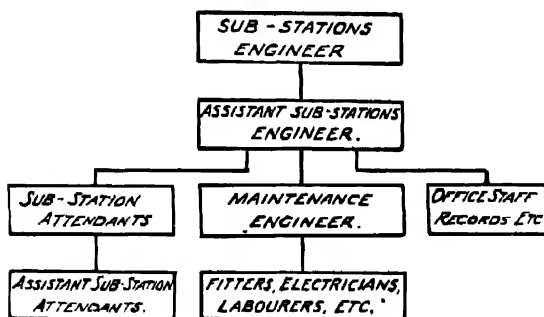 SUB-STATIONS
ENGINEER
ASSISTANT SUB-STATIONS
ENGINEER.
SUB-STATION
ATTENDANTS
MAINTENANCE
ENGINEER.
OFFICE STAFF
RECORDS ETC
ASSISTANT SUB-STATION
ATTENDANTS.
FITTERS, ELECTRICIANS,
LABOURERS, ETC.